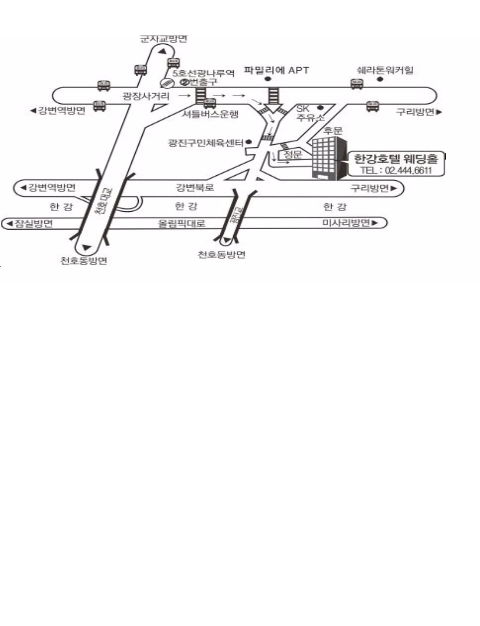 군자교방면
5호선광나루역
②번출구
파밀리에 APT
쉐라톤워커힐
광장사거리
강변역방면
셔틀버스운행
SK
주유소
구리방면
후문
광진구민체육센터
정문
한강호텔 웨딩홀
TEL : 02.444.6611
강변역방면
강변북로
구리방면
천호대교
한 강
한 강
한 강
잠실방면
올림픽대로
미사리방면
천호동방면
천호동방면